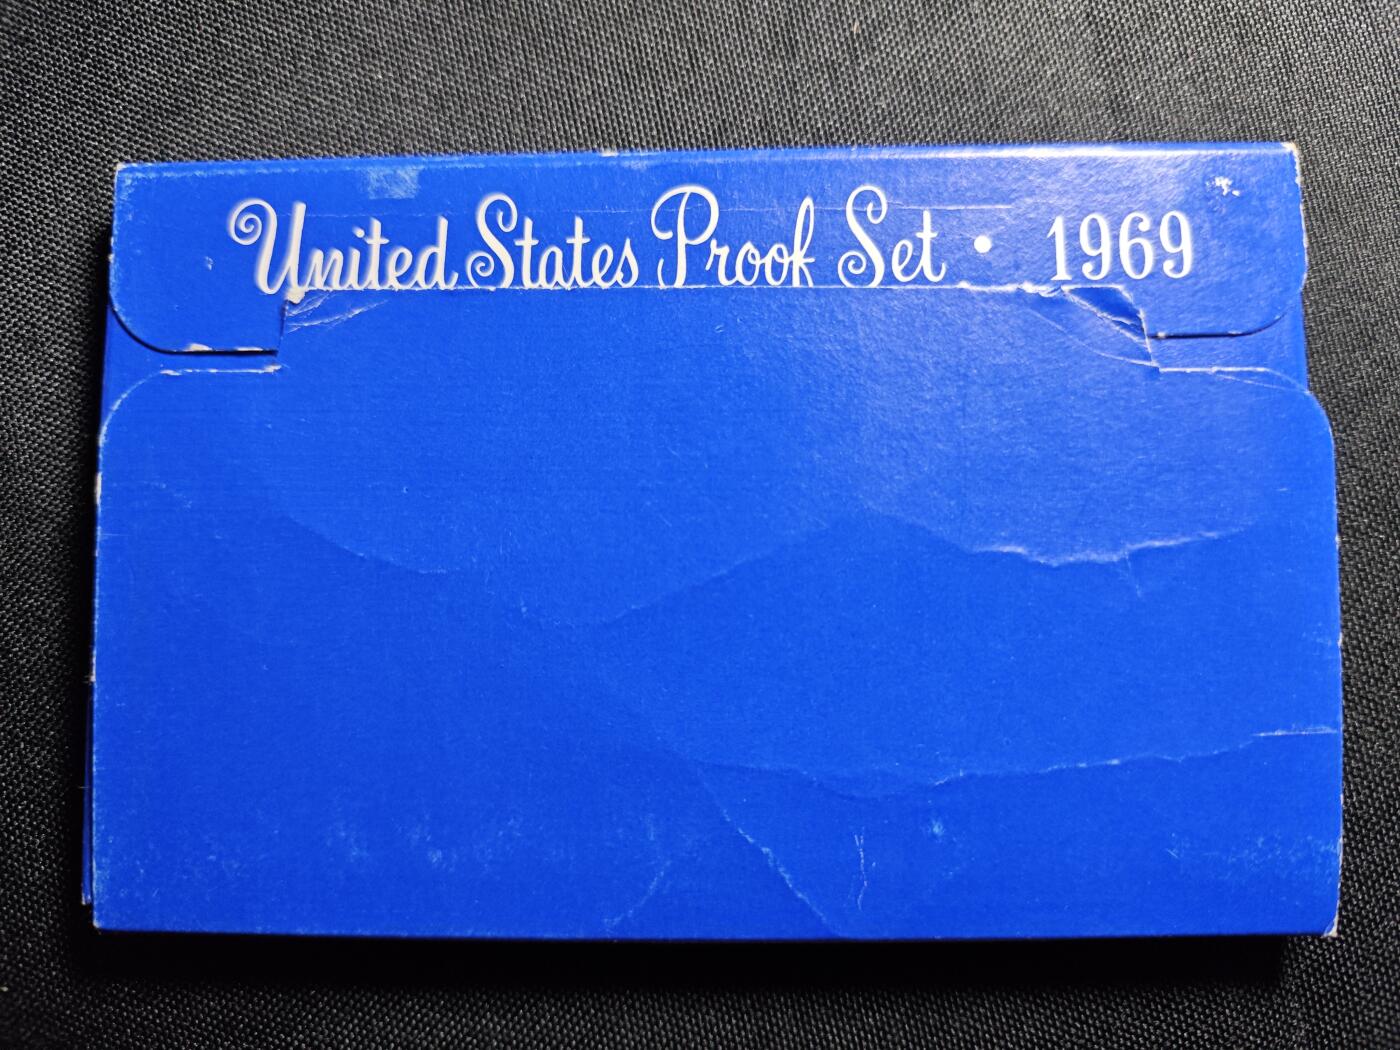 United States Proof Set • 1969